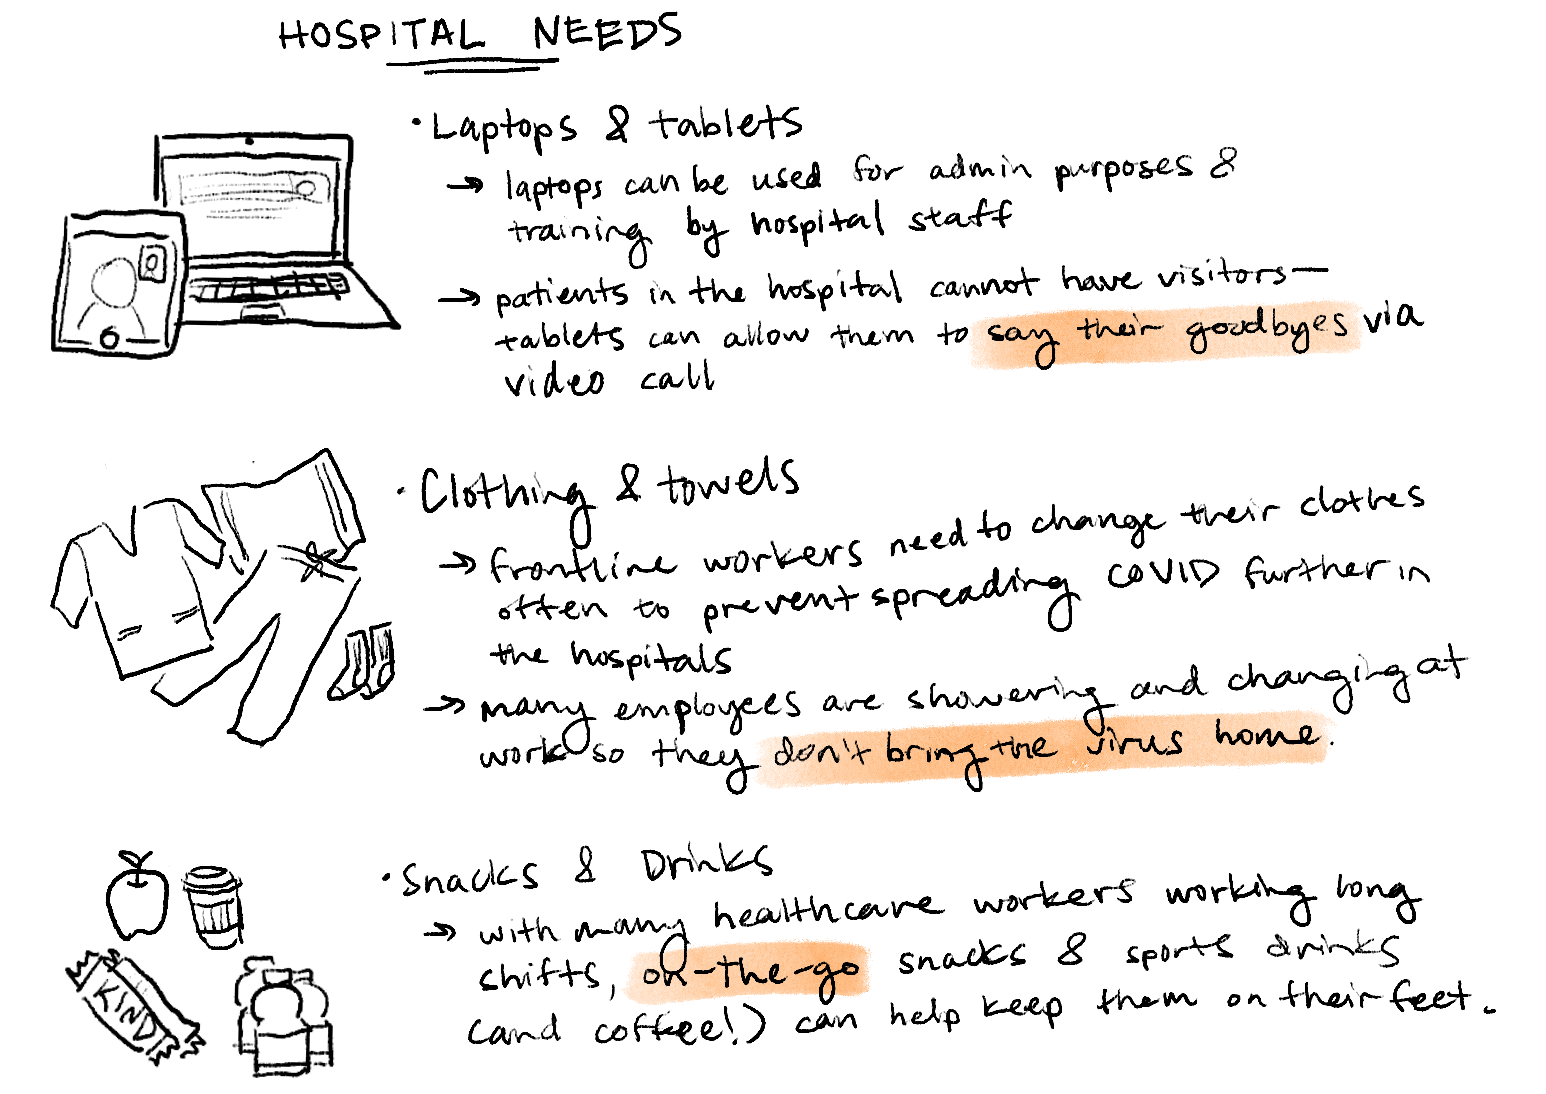 HOSPITAL NEEDS
• Laptops & tablets
→ laptops can be used for admin purposes &
training by hospital staff
→ patients in the hospital cannot have visitors—
tablets can allow them to say their goodbyes via
video call
• Clothing & towels
→ frontline workers need to change their clothes
often to prevent spreading COVID further in
the hospitals
→ many employees are showering and changing at
work so they don't bring the virus home.
• Snacks & Drinks
→ with many healthcare workers working long
shifts, on-the-go snacks & sports drinks
(and coffee!) can help keep them on their feet.
KIND